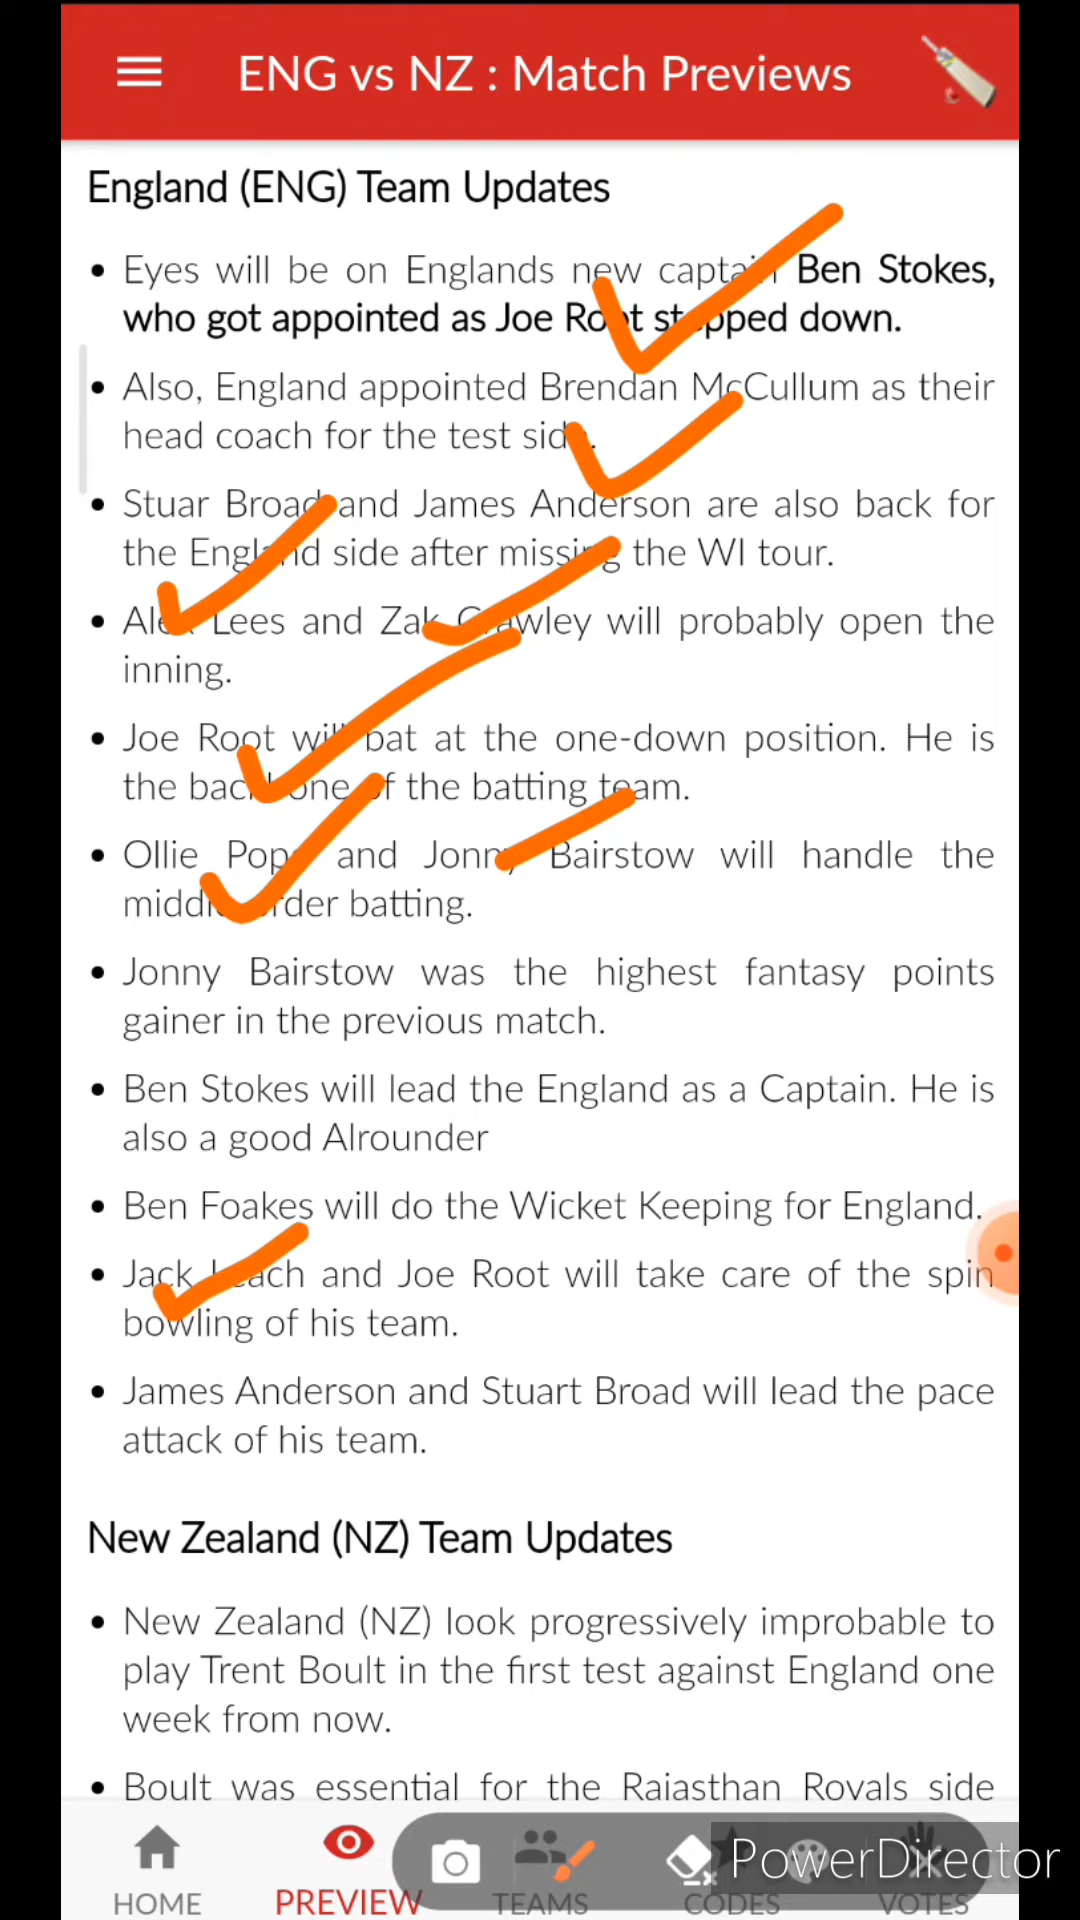 ENG vs NZ : Match Previews
England (ENG) Team Updates
• Eyes will be on Englands new captain Ben Stokes,
who got appointed as Joe Root stepped down.
• Also, England appointed Brendan McCullum as their
head coach for the test side.
• Stuar Broad and James Anderson are also back for
the England side after missing the WI tour.
• Alex Lees and Zak Crawley will probably open the
inning.
• Joe Root will bat at the one-down position. He is
the backbone of the batting team.
• Ollie Pope and Jonny Bairstow will handle the
middle order batting.
• Jonny Bairstow was the highest fantasy points
gainer in the previous match.
• Ben Stokes will lead the England as a Captain. He is
also a good Alrounder
• Ben Foakes will do the Wicket Keeping for England.
• Jack Leach and Joe Root will take care of the spin
bowling of his team.
• James Anderson and Stuart Broad will lead the pace
attack of his team.
New Zealand (NZ) Team Updates
• New Zealand (NZ) look progressively improbable to
play Trent Boult in the first test against England one
week from now.
• Boult was essential for the Rajasthan Royals side
PowerDirector
HOME PREVIEW TEAMS CODES VOTES